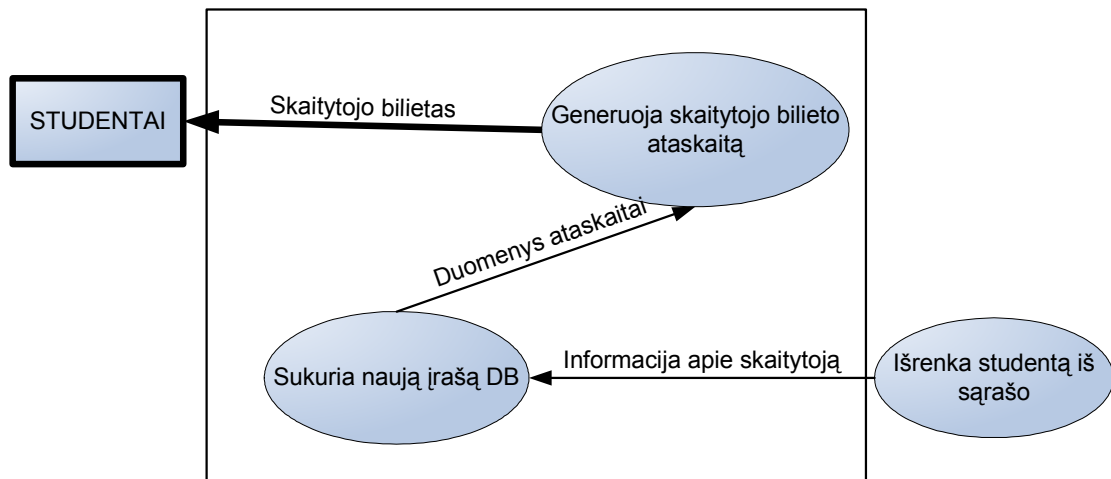 Skaitytojo bilietas
STUDENTAI
Generuoja skaitytojo bilieto
ataskaitą
Duomenys ataskaitai
Informacija apie skaitytoją
Sukuria naują įrašą DB
Išrenka studentą iš
sąrašo